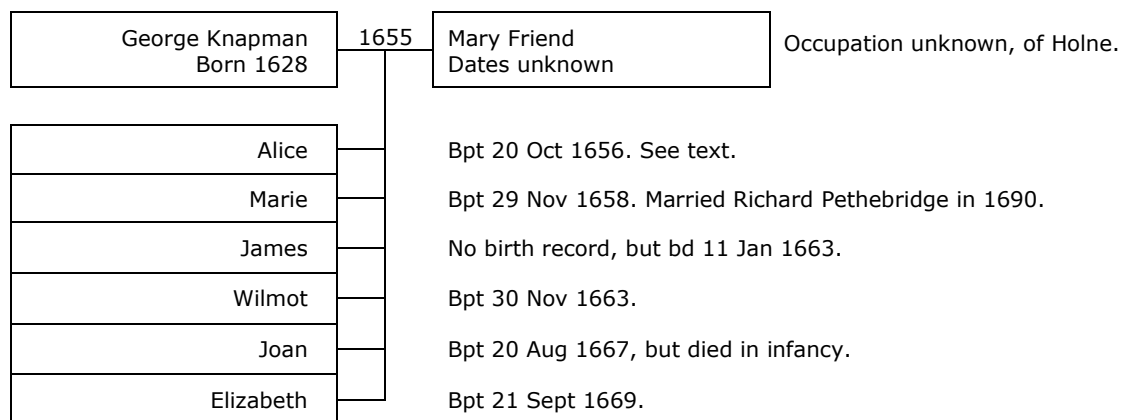 George Knapman
Born 1628
1655
Mary Friend
Dates unknown
Occupation unknown, of Holne.
Alice
Bpt 20 Oct 1656. See text.
Marie
Bpt 29 Nov 1658. Married Richard Pethebridge in 1690.
James
No birth record, but bd 11 Jan 1663.
Wilmot
Bpt 30 Nov 1663.
Joan
Bpt 20 Aug 1667, but died in infancy.
Elizabeth
Bpt 21 Sept 1669.